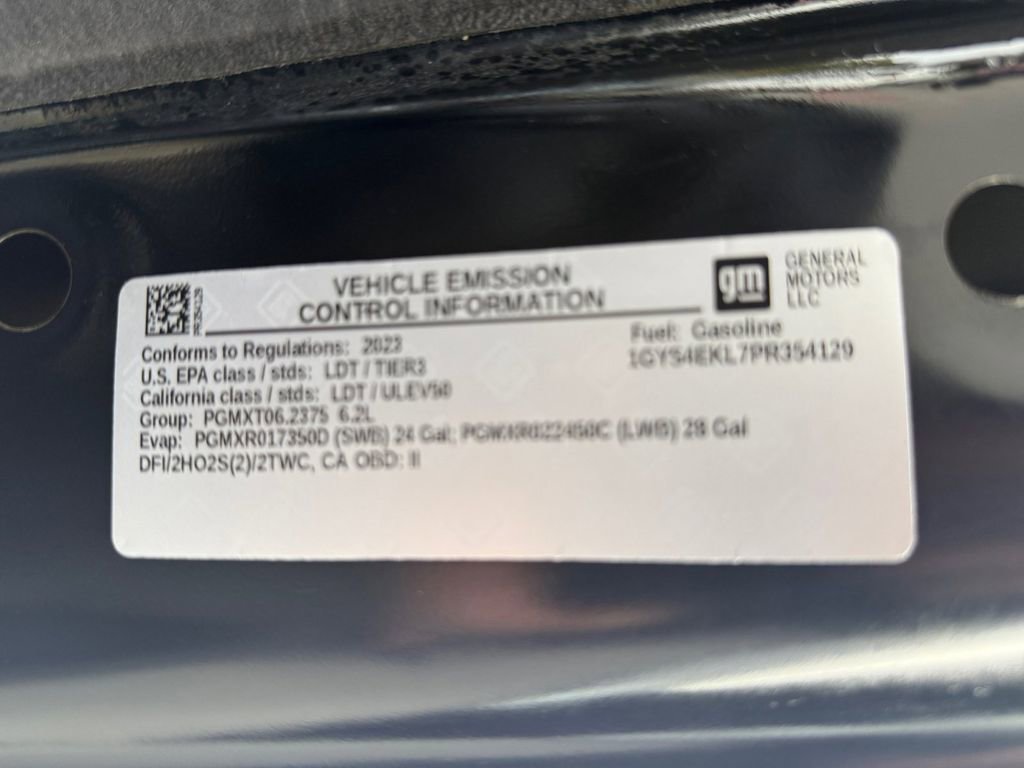 VEHICLE EMISSION
CONTROL INFORMATION
gm
GENERAL
MOTORS
LLC
Conforms to Regulations: 2023
Fuel: Gasoline
U.S. EPA class / stds: LDT / TIER3
1GYS4EKL7PR354129
California class / stds: LDT / ULEV50
Group: PGMXT06.2375 6.2L
Evap: PGMXR017350D (SWB) 24 Gal; (LWB) 28 Gal
DFI/2HO2S(2)/2TWC, CA OBD: II